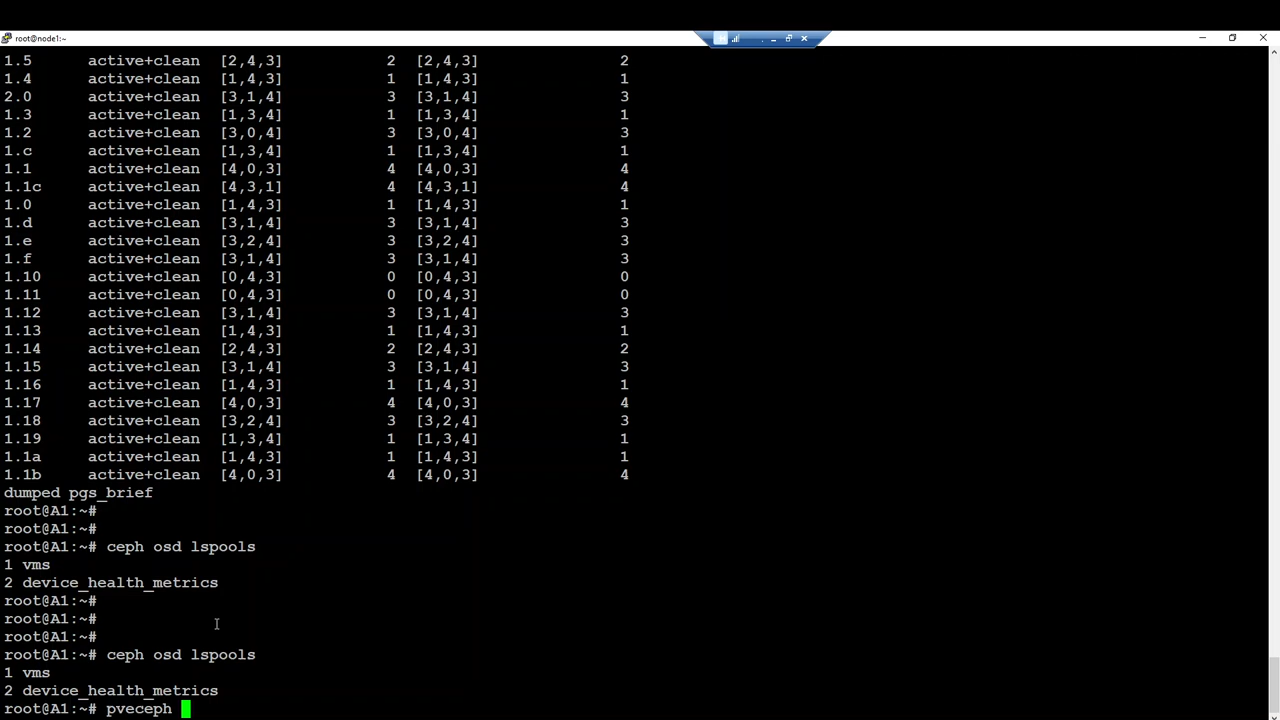 root@node1:~
1.5 active+clean [2,4,3] 2 [2,4,3] 2
1.4 active+clean [1,4,3] 1 [1,4,3] 1
2.0 active+clean [3,1,4] 3 [3,1,4] 3
1.3 active+clean [1,3,4] 1 [1,3,4] 1
1.2 active+clean [3,0,4] 3 [3,0,4] 3
1.c active+clean [1,3,4] 1 [1,3,4] 1
1.1 active+clean [4,0,3] 4 [4,0,3] 4
1.1c active+clean [4,3,1] 4 [4,3,1] 4
1.0 active+clean [1,4,3] 1 [1,4,3] 1
1.d active+clean [3,1,4] 3 [3,1,4] 3
1.e active+clean [3,2,4] 3 [3,2,4] 3
1.f active+clean [3,1,4] 3 [3,1,4] 3
1.10 active+clean [0,4,3] 0 [0,4,3] 0
1.11 active+clean [0,4,3] 0 [0,4,3] 0
1.12 active+clean [3,1,4] 3 [3,1,4] 3
1.13 active+clean [1,4,3] 1 [1,4,3] 1
1.14 active+clean [2,4,3] 2 [2,4,3] 2
1.15 active+clean [3,1,4] 3 [3,1,4] 3
1.16 active+clean [1,4,3] 1 [1,4,3] 1
1.17 active+clean [4,0,3] 4 [4,0,3] 4
1.18 active+clean [3,2,4] 3 [3,2,4] 3
1.19 active+clean [1,3,4] 1 [1,3,4] 1
1.1a active+clean [1,4,3] 1 [1,4,3] 1
1.1b active+clean [4,0,3] 4 [4,0,3] 4
dumped pgs_brief
root@A1:~#
root@A1:~#
root@A1:~# ceph osd lspools
1 vms
2 device_health_metrics
root@A1:~#
root@A1:~#
root@A1:~#
root@A1:~# ceph osd lspools
1 vms
2 device_health_metrics
root@A1:~# pveceph